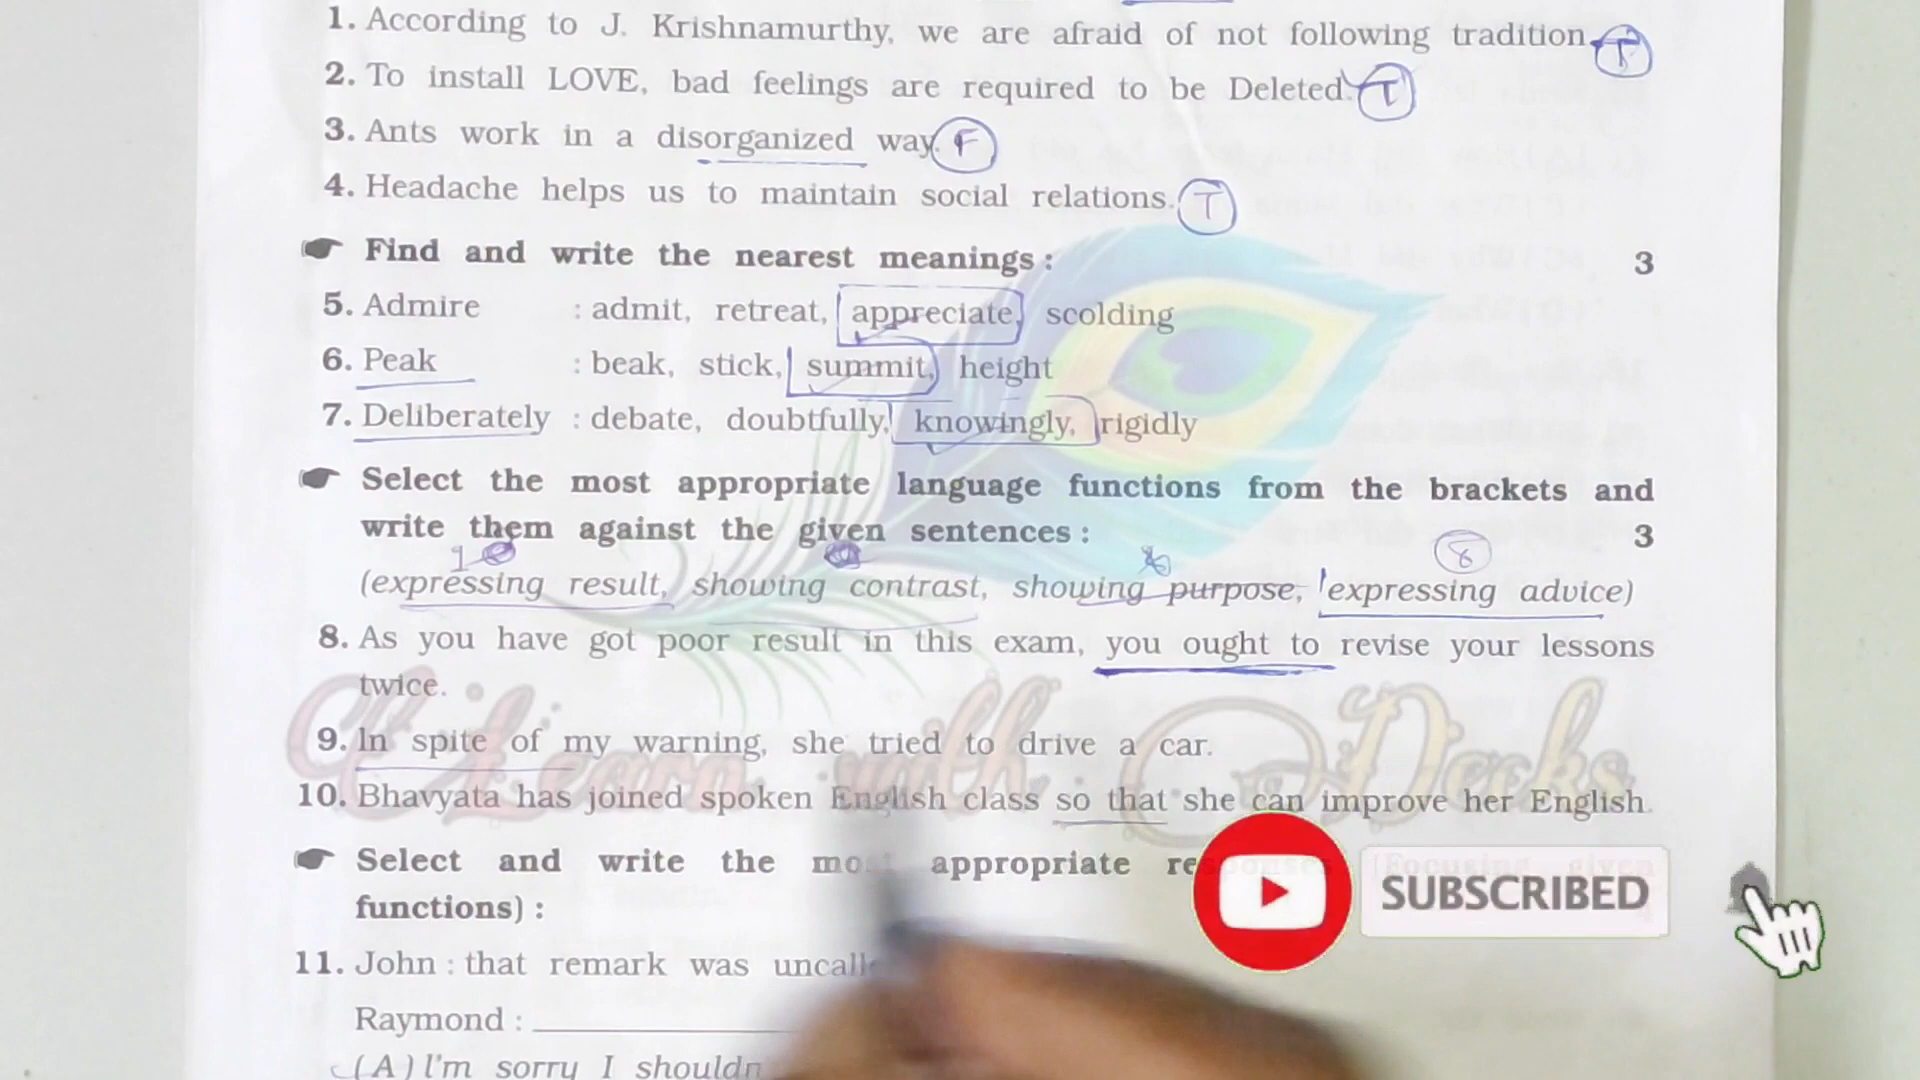 1. According to J. Krishnamurthy, we are afraid of not following tradition. T
2. To install LOVE, bad feelings are required to be Deleted. T
3. Ants work in a disorganized way. F
4. Headache helps us to maintain social relations. T
Find and write the nearest meanings : 3
5. Admire : admit, retreat, appreciate, scolding
6. Peak : beak, stick, summit, height
7. Deliberately : debate, doubtfully, knowingly, rigidly
Select the most appropriate language functions from the brackets and
write them against the given sentences : 3
8
(expressing result, showing contrast, showing purpose, expressing advice)
8. As you have got poor result in this exam, you ought to revise your lessons
twice.
Learn with Decks
9. In spite of my warning, she tried to drive a car.
10. Bhavyata has joined spoken English class so that she can improve her English.
Select and write the most appropriate [Focusing given
functions) :
SUBSCRIBED
11. John : that remark was
Raymond :
(A) I'm sorry I